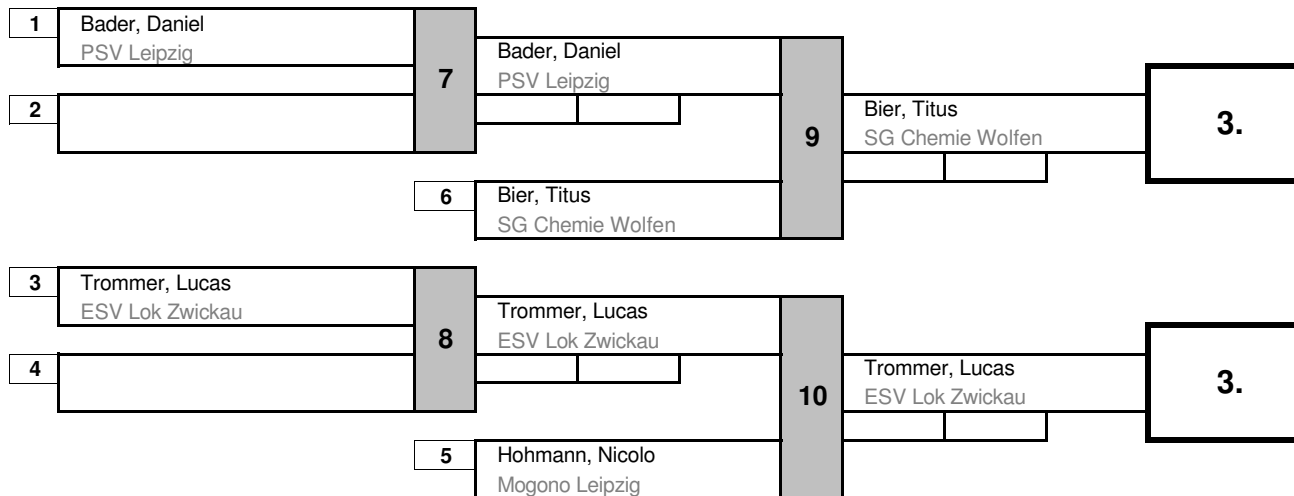 1
Bader, Daniel
PSV Leipzig
7
Bader, Daniel
PSV Leipzig
2
9
Bier, Titus
SG Chemie Wolfen
3.
6
Bier, Titus
SG Chemie Wolfen
3
Trommer, Lucas
ESV Lok Zwickau
8
Trommer, Lucas
ESV Lok Zwickau
4
10
Trommer, Lucas
ESV Lok Zwickau
3.
5
Hohmann, Nicolo
Mogono Leipzig